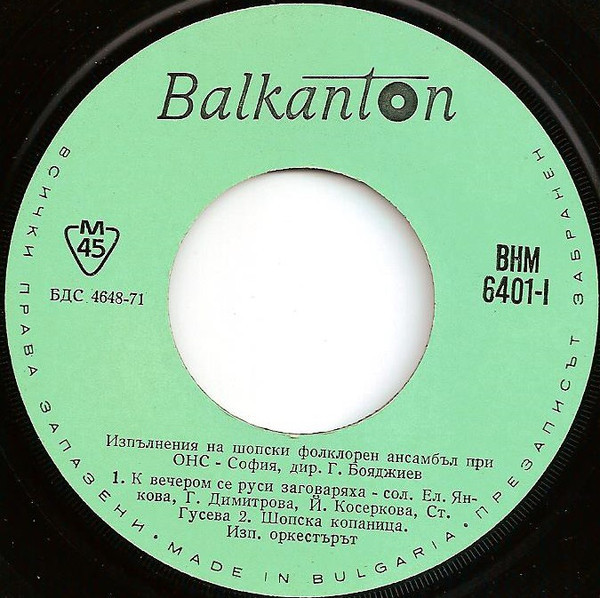 Balkanton
ВСИЧКИ ПРАВА ЗАПАЗЕНИ • MADE IN BULGARIA • ПРЕЗАПИСЪТ ЗАБРАНЕН
М
45
БДС 4648-71
ВНМ
6401-I
Изпълнения на шопски фолклорен ансамбъл при
ОНС - София, дир. Г. Бояджиев
1. К вечером се руси заговаряха - сол. Ел. Ян-
кова, Г. Димитрова, Й. Косеркова, Ст.
Гусева 2. Шопска копаница.
Изп. оркестърът